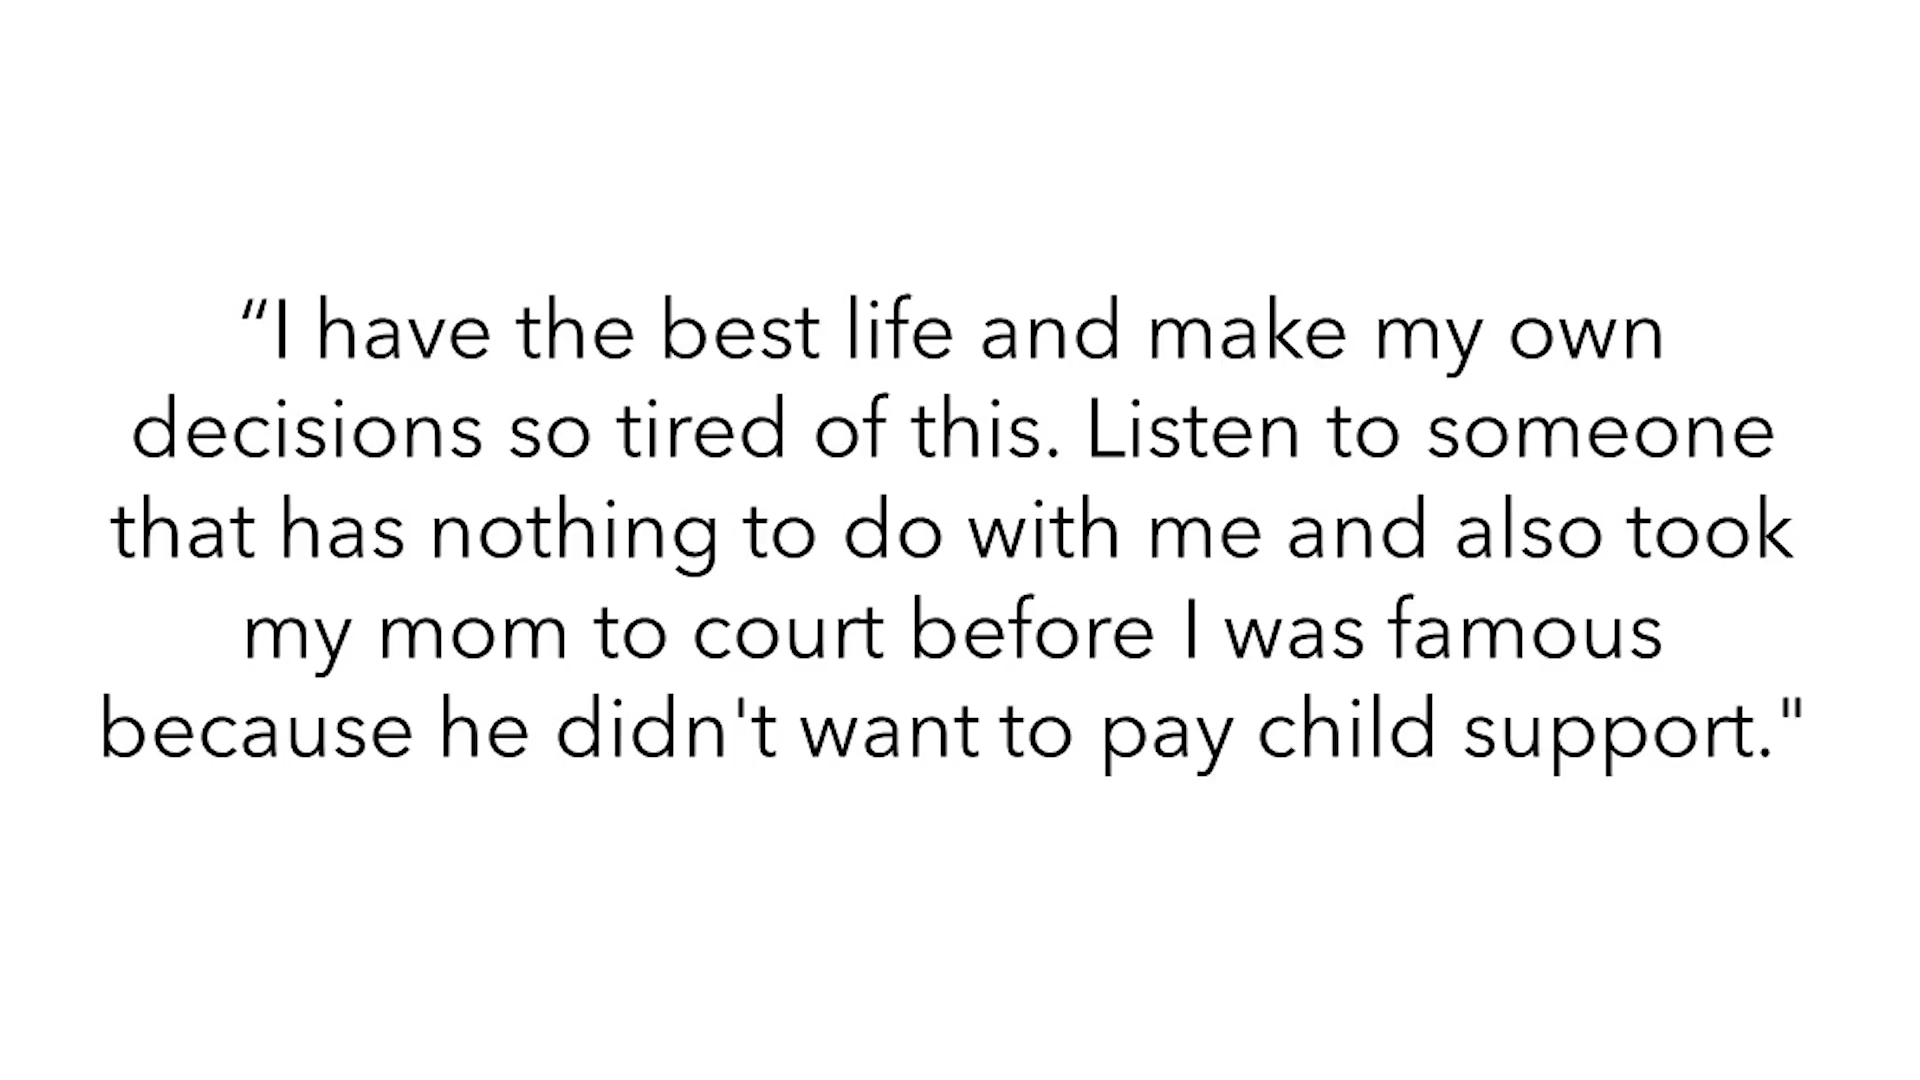 “I have the best life and make my own
decisions so tired of this. Listen to someone
that has nothing to do with me and also took
my mom to court before I was famous
because he didn't want to pay child support."